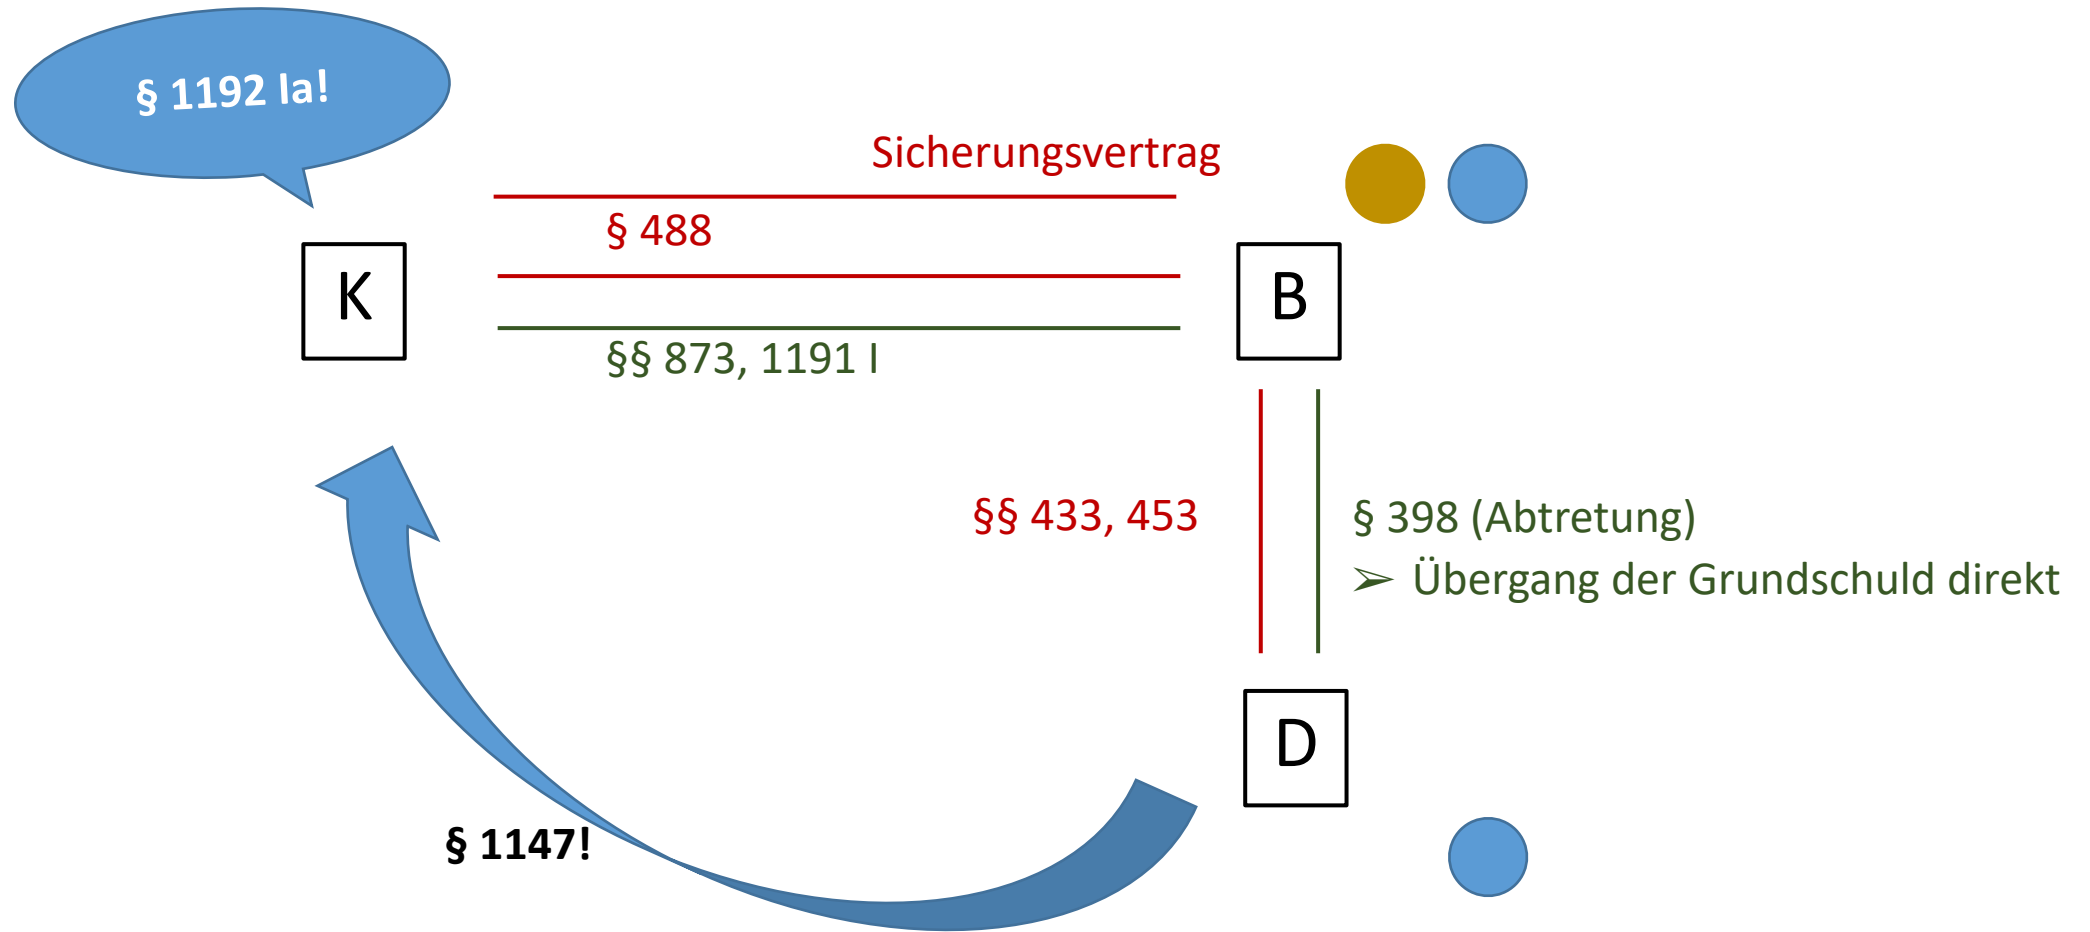 § 1192 Ia!
Sicherungsvertrag
§ 488
K
B
§§ 873, 1191 I
§§ 433, 453
§ 398 (Abtretung)
➢ Übergang der Grundschuld direkt
D
§ 1147!